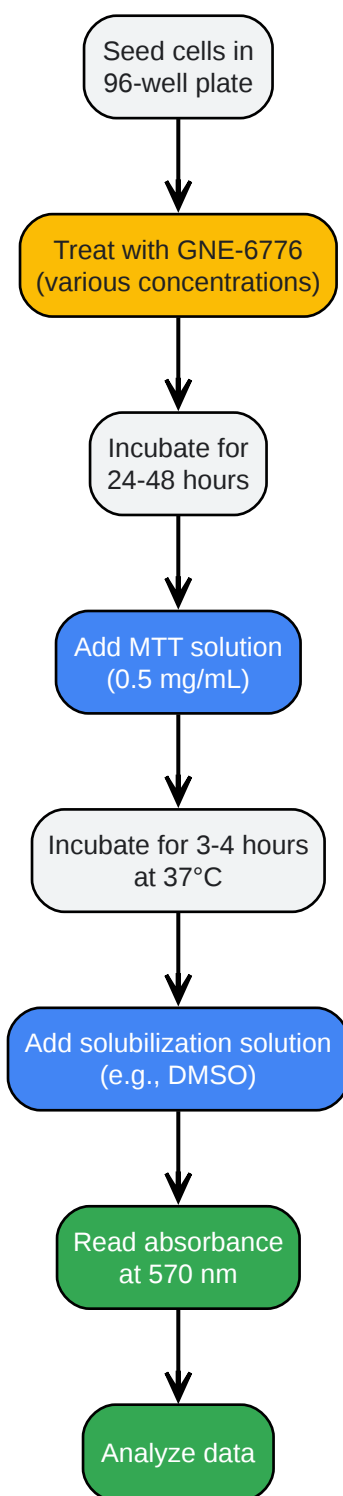 Seed cells in
96-well plate
Treat with GNE-6776
(various concentrations)
Incubate for
24-48 hours
Add MTT solution
(0.5 mg/mL)
Incubate for 3-4 hours
at 37°C
Add solubilization solution
(e.g., DMSO)
Read absorbance
at 570 nm
Analyze data